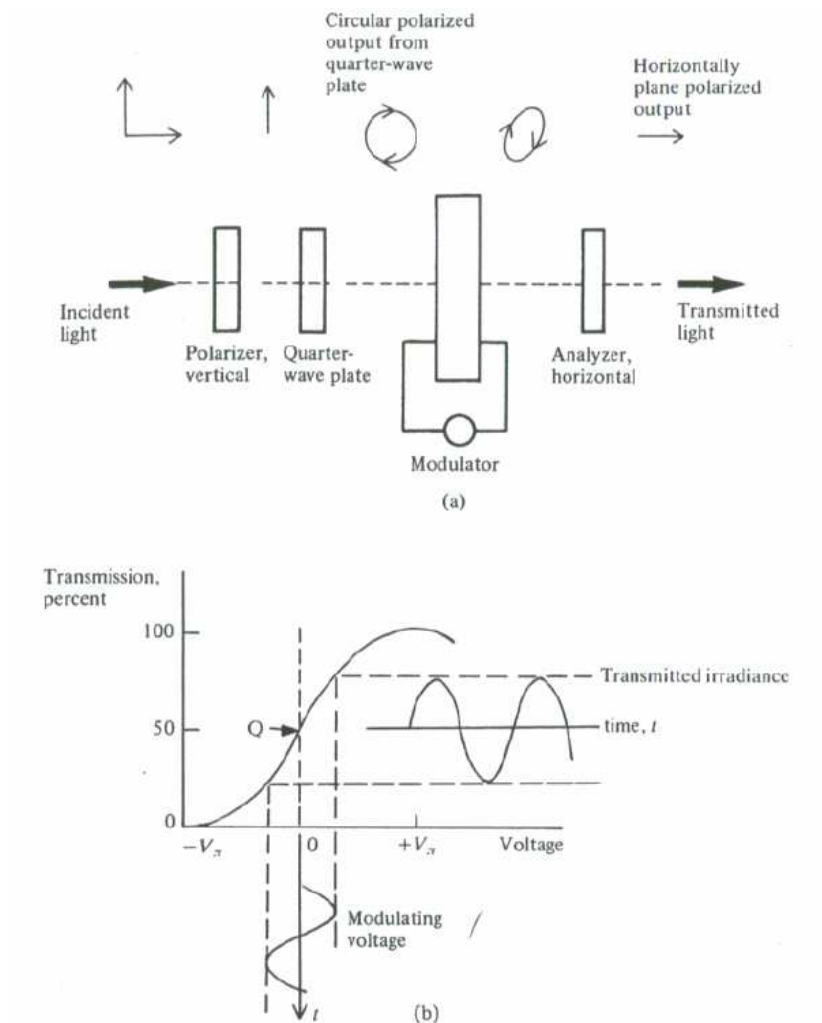 Circular polarized
output from
quarter-wave
plate
Horizontally
plane polarized
output
Incident
light
Polarizer,
vertical
Quarter-
wave plate
Analyzer,
horizontal
Transmitted
light
Modulator
(a)
Transmission,
percent
100
50
0
Q
Transmitted irradiance
time, t
−Vπ
0
+Vπ
Voltage
Modulating
voltage
t
(b)